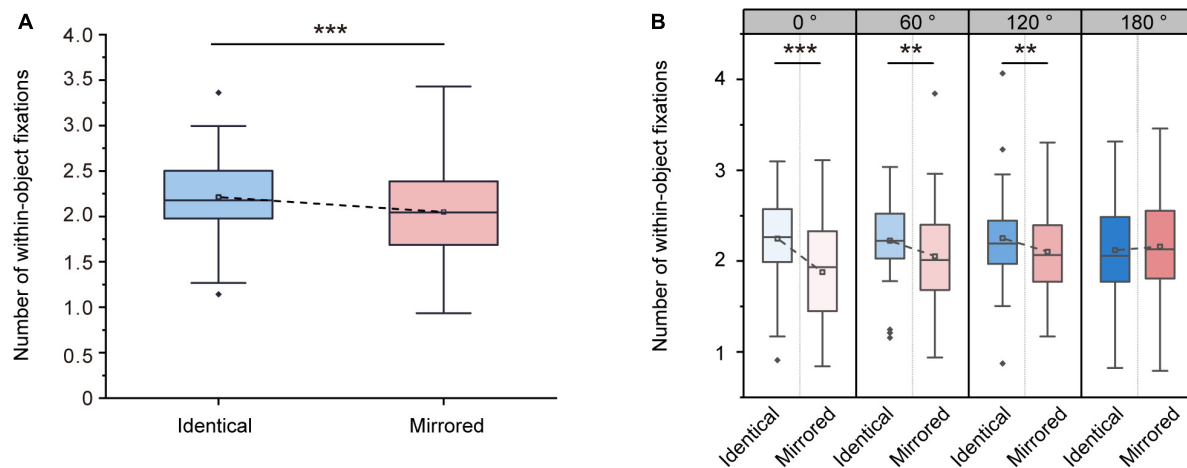 A
Number of within-object fixations
4.0
3.5
3.0
2.5
2.0
1.5
1.0
0.5
0
***
Identical
Mirrored
B
Number of within-object fixations
4
3
2
1
0 °
60 °
120 °
180 °
***
**
**
Identical
Mirrored
Identical
Mirrored
Identical
Mirrored
Identical
Mirrored